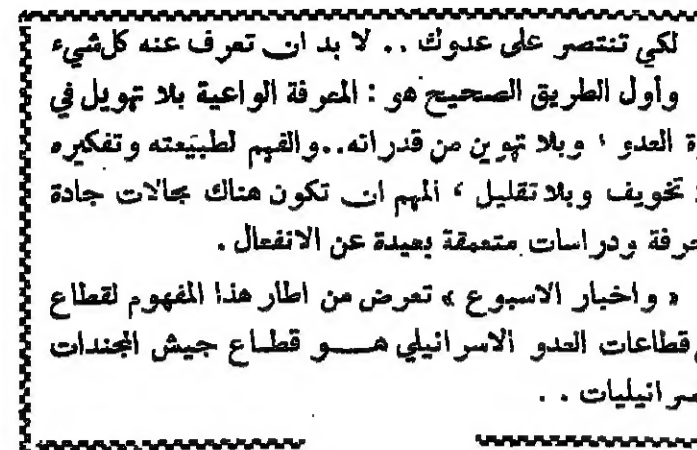 لكي تنتصر على عدوك .. لا بد ان تعرف عنه كل شيء
وأول الطريق الصحيح هو : المعرفة الواعية بلا تهويل في
العدو ، وبلا تهوين من قدراته..والفهم لطبيعته وتفكيره
تخويف وبلا تقليل ، المهم ان تكون هناك مجالات جادة
ودراسات متعمقة بعيدة عن الانفعال .
« واخبار الاسبوع » تعرض من اطار هذا المفهوم لقطاع
قطاعات العدو الاسرائيلي هــو قطاع جيش المجندات
. .